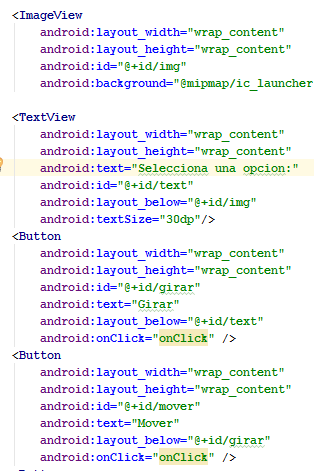 <ImageView
android:layout_width="wrap_content"
android:layout_height="wrap_content"
android:id="@+id/img"
android:background="@mipmap/ic_launcher
<TextView
android:layout_width="wrap_content"
android:layout_height="wrap_content"
android:text="Selecciona una opcion:"
android:id="@+id/text"
android:layout_below="@+id/img"
android:textSize="30dp"/>
<Button
android:layout_width="wrap_content"
android:layout_height="wrap_content"
android:id="@+id/girar"
android:text="Girar"
android:layout_below="@+id/text"
android:onClick="onClick" />
<Button
android:layout_width="wrap_content"
android:layout_height="wrap_content"
android:id="@+id/mover"
android:text="Mover"
android:layout_below="@+id/girar"
android:onClick="onClick" />